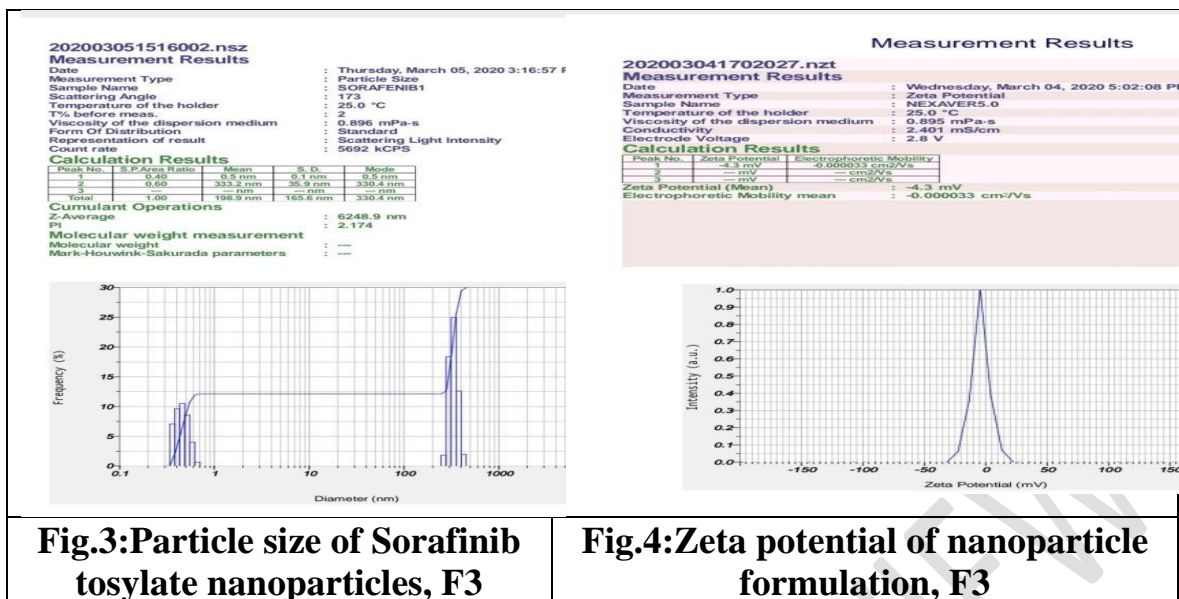 202003051516002.nsz
Measurement Results
Date : Thursday, March 05, 2020 3:16:57 P
Measurement Type : Particle Size
Sample Name : SORAFENIB1
Scattering Angle : 173
Temperature of the holder : 25.0 °C
T% before meas. : 2
Viscosity of the dispersion medium : 0.896 mPa-s
Form Of Distribution : Standard
Representation of result : Scattering Light Intensity
Count rate : 5692 kCPS
Calculation Results
Peak No. S.P.Area Ratio Mean S. D. Mode
1 0.40 0.5 nm 0.1 nm 0.5 nm
2 0.60 333.2 nm 35.9 nm 330.4 nm
3 --- --- nm --- nm --- nm
Total 1.00 198.9 nm 165.6 nm 330.4 nm
Cumulant Operations
Z-Average : 6248.9 nm
PI : 2.174
Molecular weight measurement
Molecular weight : ---
Mark-Houwink-Sakurada parameters : ---
Frequency (%)
30
25
20
15
10
5
0
0.1 1 10 100 1000
Diameter (nm)
Measurement Results
202003041702027.nzt
Measurement Results
Date : Wednesday, March 04, 2020 5:02:08 PM
Measurement Type : Zeta Potential
Sample Name : NEXAVER5.0
Temperature of the holder : 25.0 °C
Viscosity of the dispersion medium : 0.895 mPa-s
Conductivity : 2.401 mS/cm
Electrode Voltage : 2.8 V
Calculation Results
Peak No. Zeta Potential Electrophoretic Mobility
1 -4.3 mV -0.000033 cm2/Vs
2 --- mV --- cm2/Vs
3 --- mV --- cm2/Vs
Zeta Potential (Mean) : -4.3 mV
Electrophoretic Mobility mean : -0.000033 cm²/Vs
Intensity (a.u.)
1.0
0.9
0.8
0.7
0.6
0.5
0.4
0.3
0.2
0.1
0.0
-150 -100 -50 0 50 100 150
Zeta Potential (mV)
Fig.3:Particle size of Sorafinib
tosylate nanoparticles, F3
Fig.4:Zeta potential of nanoparticle
formulation, F3